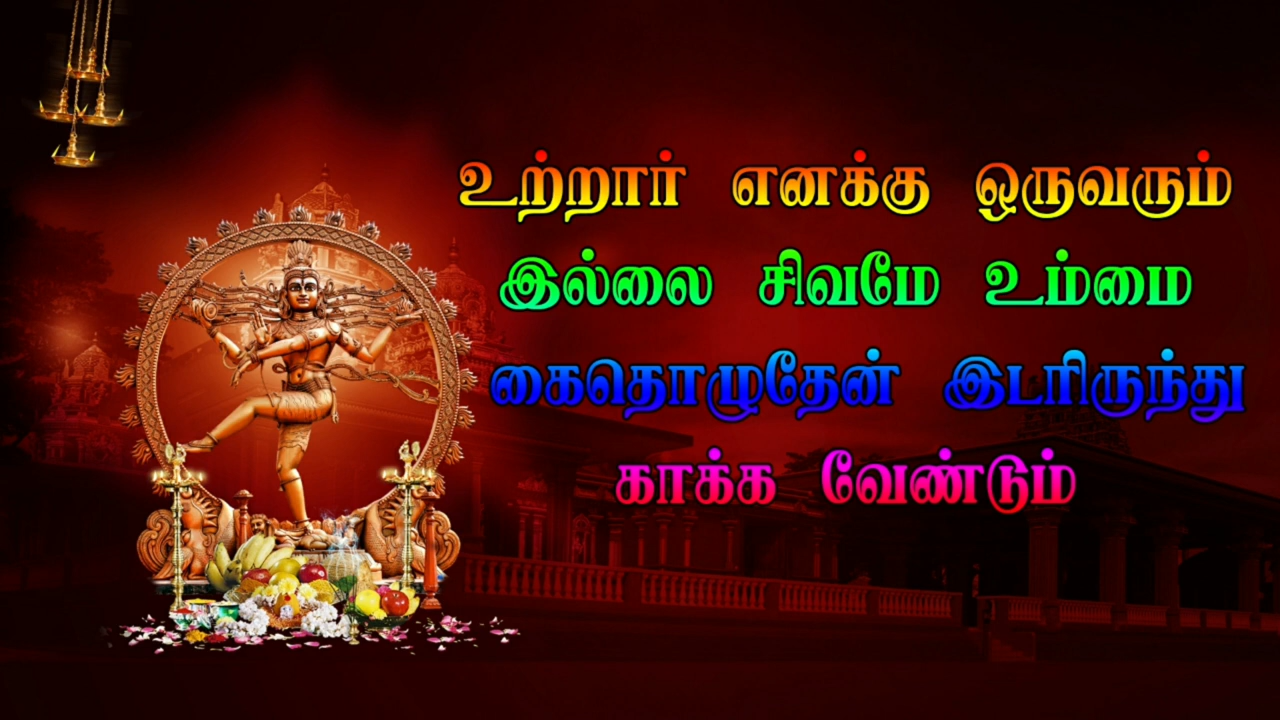 உற்றார் எனக்கு ஒருவரும்
இல்லை சிவமே உம்மை
கைதொழுதேன் இடரிருந்து
காக்க வேண்டும்